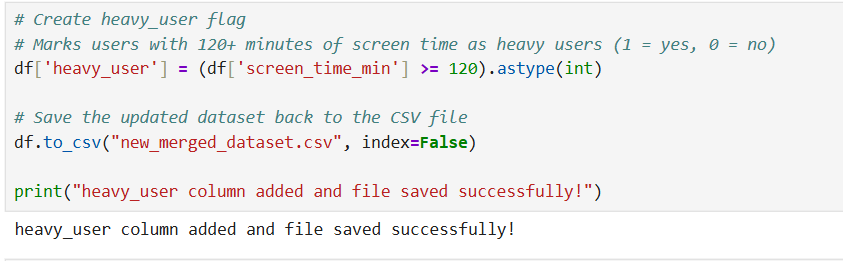 # Create heavy_user flag
# Marks users with 120+ minutes of screen time as heavy users (1 = yes, 0 = no)
df['heavy_user'] = (df['screen_time_min'] >= 120).astype(int)
# Save the updated dataset back to the CSV file
df.to_csv("new_merged_dataset.csv", index=False)
print("heavy_user column added and file saved successfully!")
heavy_user column added and file saved successfully!